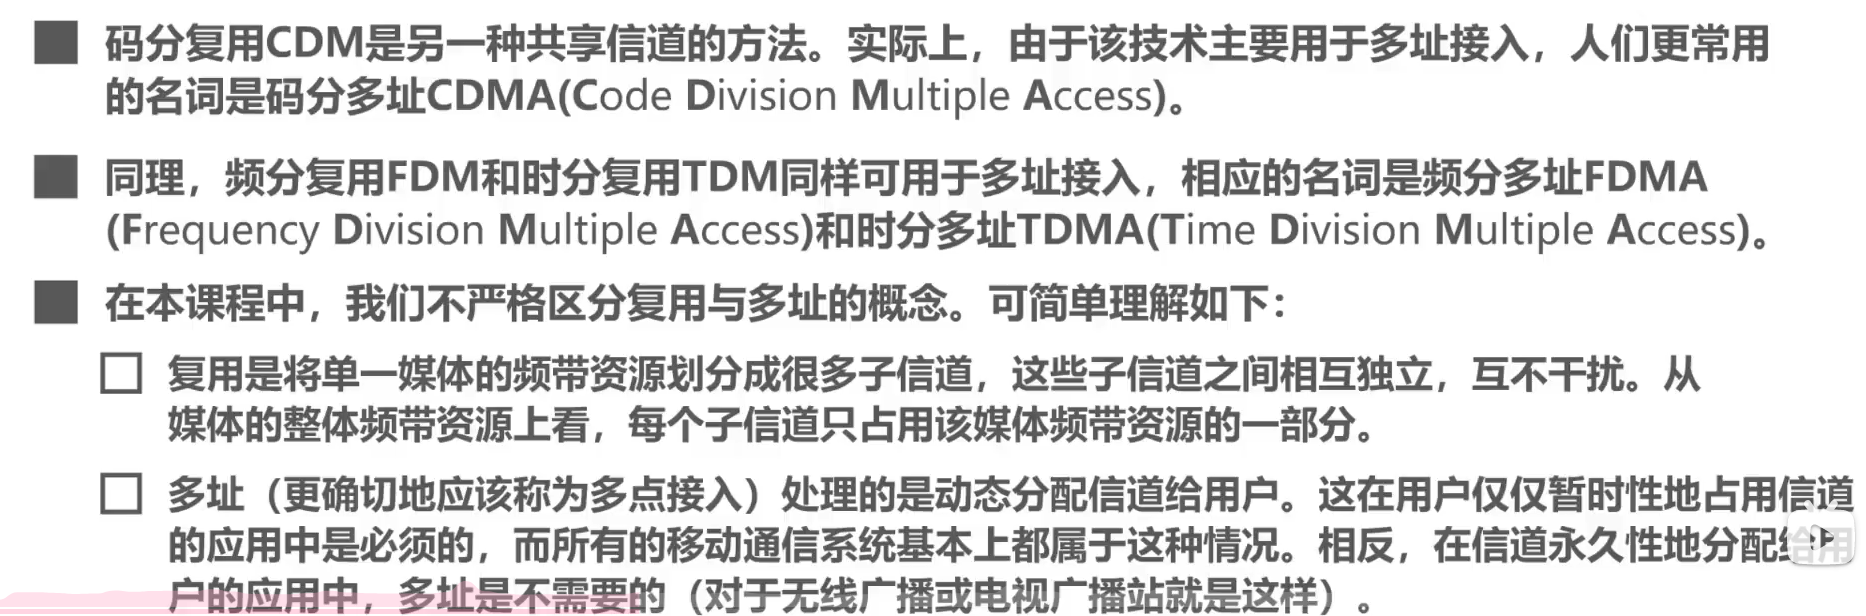 码分复用CDM是另一种共享信道的方法。实际上，由于该技术主要用于多址接入，人们更常用
的名词是码分多址CDMA(Code Division Multiple Access)。
同理，频分复用FDM和时分复用TDM同样可用于多址接入，相应的名词是频分多址FDMA
(Frequency Division Multiple Access)和时分多址TDMA(Time Division Multiple Access)。
在本课程中，我们不严格区分复用与多址的概念。可简单理解如下：
复用是将单一媒体的频带资源划分成很多子信道，这些子信道之间相互独立，互不干扰。从
媒体的整体频带资源上看，每个子信道只占用该媒体频带资源的一部分。
多址（更确切地应该称为多点接入）处理的是动态分配信道给用户。这在用户仅仅暂时性地占用信道
的应用中是必须的，而所有的移动通信系统基本上都属于这种情况。相反，在信道永久性地分配给用
户的应用中，多址是不需要的（对于无线广播或电视广播站就是这样）。